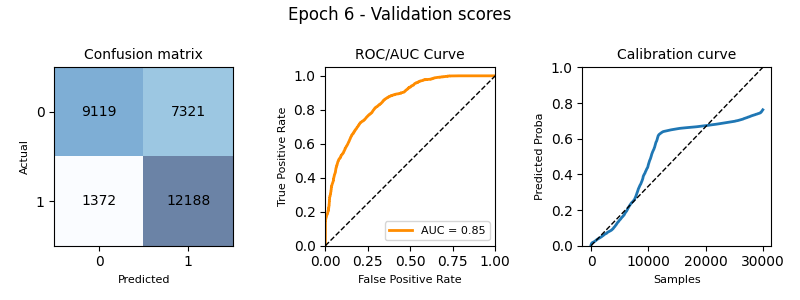 Epoch 6 - Validation scores
Confusion matrix
0
1
Actual
9119
7321
1372
12188
0
1
Predicted
ROC/AUC Curve
1.0
0.8
0.6
0.4
0.2
0.0
True Positive Rate
AUC = 0.85
0.00
0.25
0.50
0.75
1.00
False Positive Rate
Calibration curve
1.0
0.8
0.6
0.4
0.2
0.0
Predicted Proba
0
10000
20000
30000
Samples